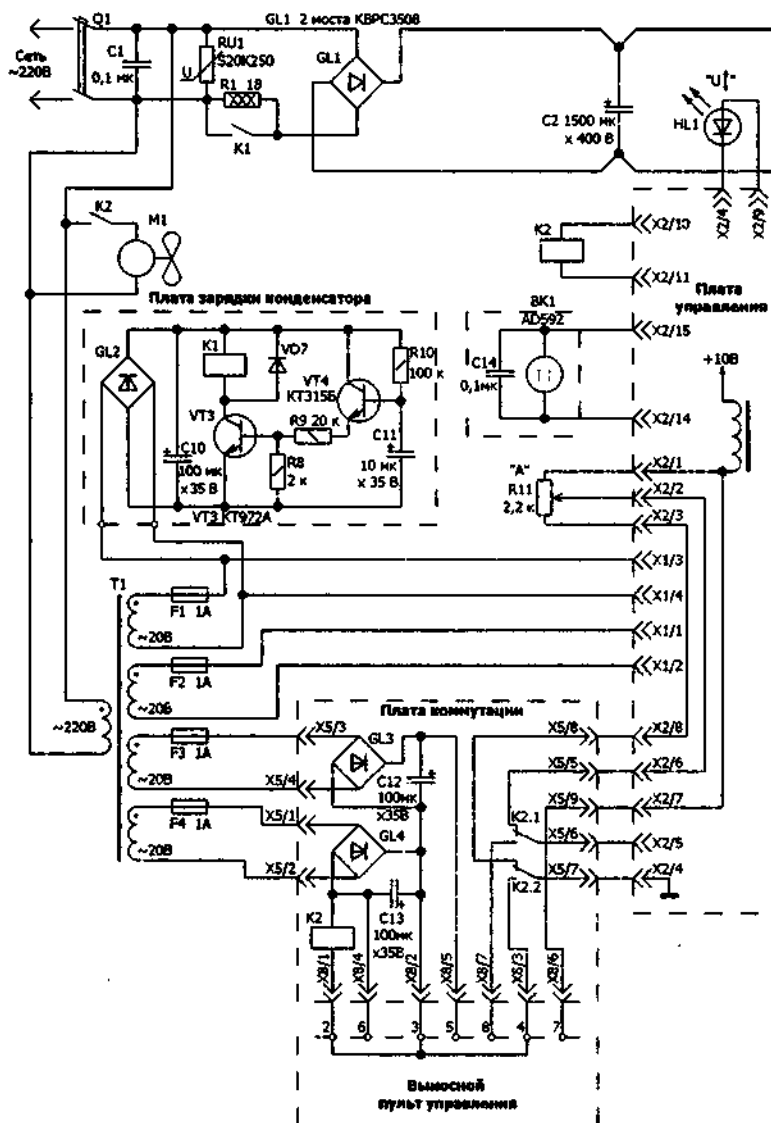 Q1
GL1 2 моста KBPC3508
Сеть
~220В
C1
0,1 мк
RU1
S20K250
U
R1 18
K1
GL1
C2 1500 мк
х 400 В
"U
HL1
X2/4
X2/9
K2
M1
K2
X2/10
X2/11
Плата
управления
Плата зарядки конденсатора
GL2
K1
VD7
VT4
КТ315Б
R10
100 к
VT3
R9 20 к
C10
100 мк
х 35 В
R8
2 к
C11
10 мк
х 35 В
VT3 КТ972А
BK1
AD592
C14
0,1мк
X2/15
X2/14
+10В
"А"
R11
2,2 к
X2/1
X2/2
X2/3
X1/3
X1/4
X1/1
X1/2
T1
F1 1А
~20В
F2 1А
~20В
~220В
F3 1А
~20В
F4 1А
~20В
Плата коммутации
X5/3
X5/4
X5/1
X5/2
GL3
C12
100мк
х35В
GL4
C13
100мк
х35В
K2
X5/8
X5/5
X5/9
X5/6
X5/7
K2.1
K2.2
X2/8
X2/6
X2/7
X2/5
X2/4
X8/1
X8/4
X8/2
X8/5
X8/7
X8/3
X8/6
2
6
3
5
8
4
7
Выносной
пульт управления